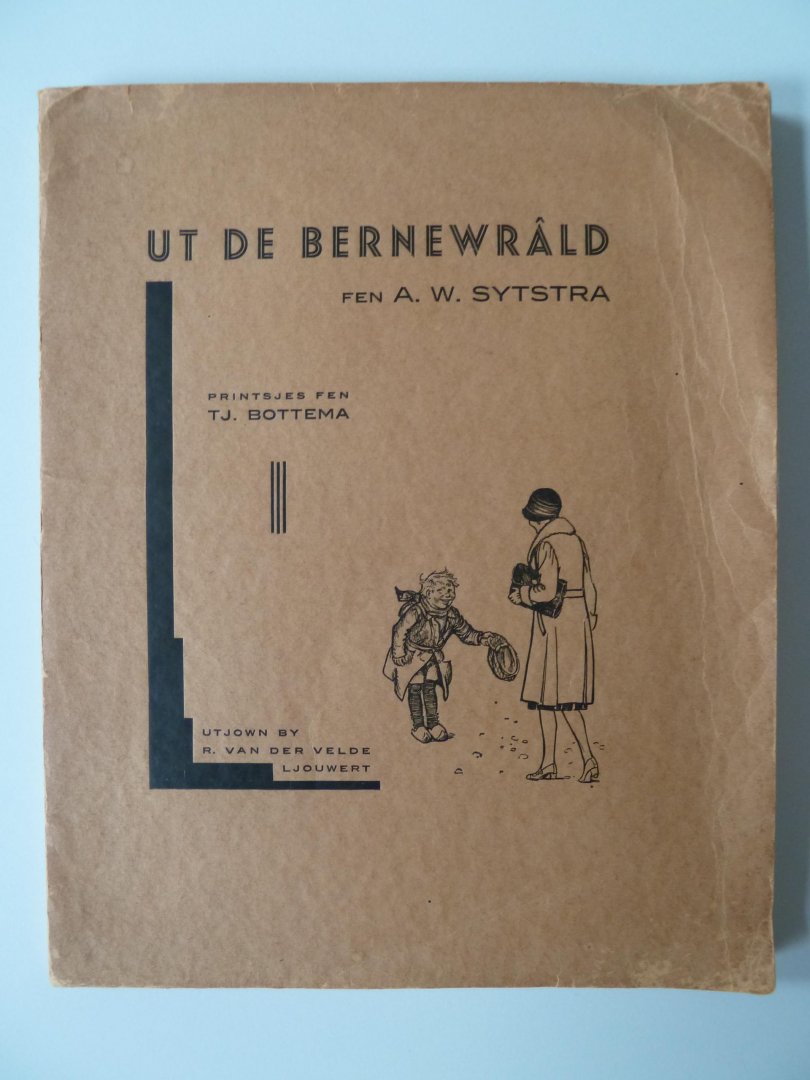 UT DE BERNEWRÂLD
FEN A. W. SYTSTRA
PRINTSJES FEN
TJ. BOTTEMA
UTJOWN BY
R. VAN DER VELDE
LJOUWERT